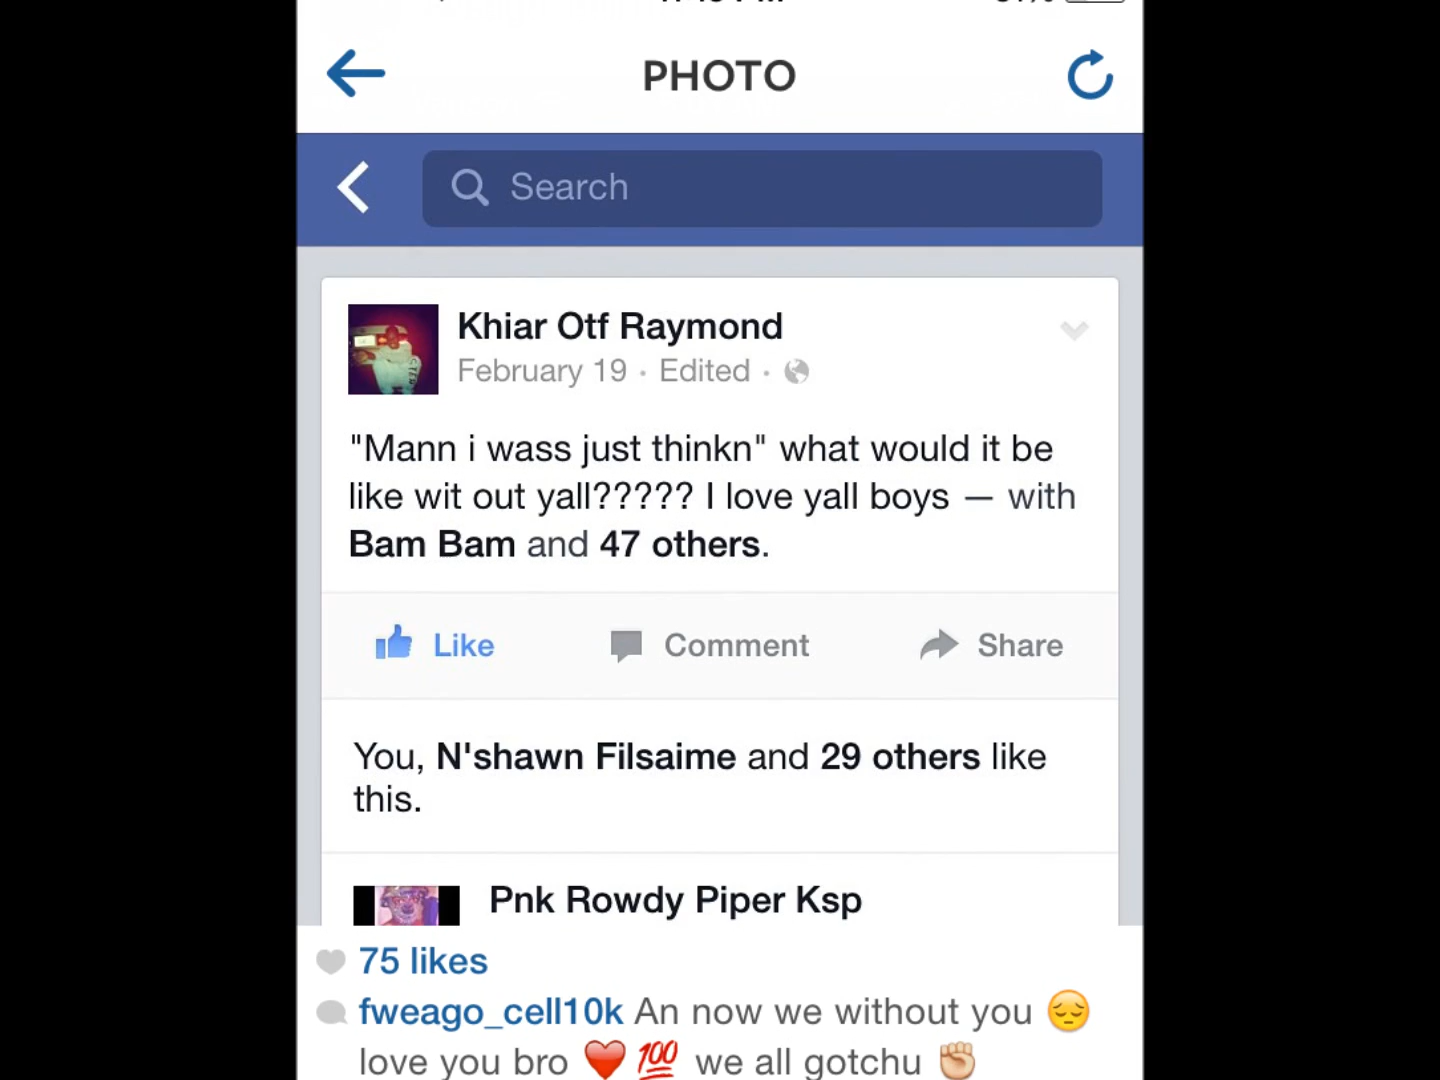 PHOTO
Search
Khiar Otf Raymond
February 19 · Edited ·
"Mann i wass just thinkn" what would it be
like wit out yall????? I love yall boys — with
Bam Bam and 47 others.
Like Comment Share
You, N'shawn Filsaime and 29 others like
this.
Pnk Rowdy Piper Ksp
75 likes
fweago_cell10k An now we without you 😔
love you bro ❤️ 💯 we all gotchu ✊🏼